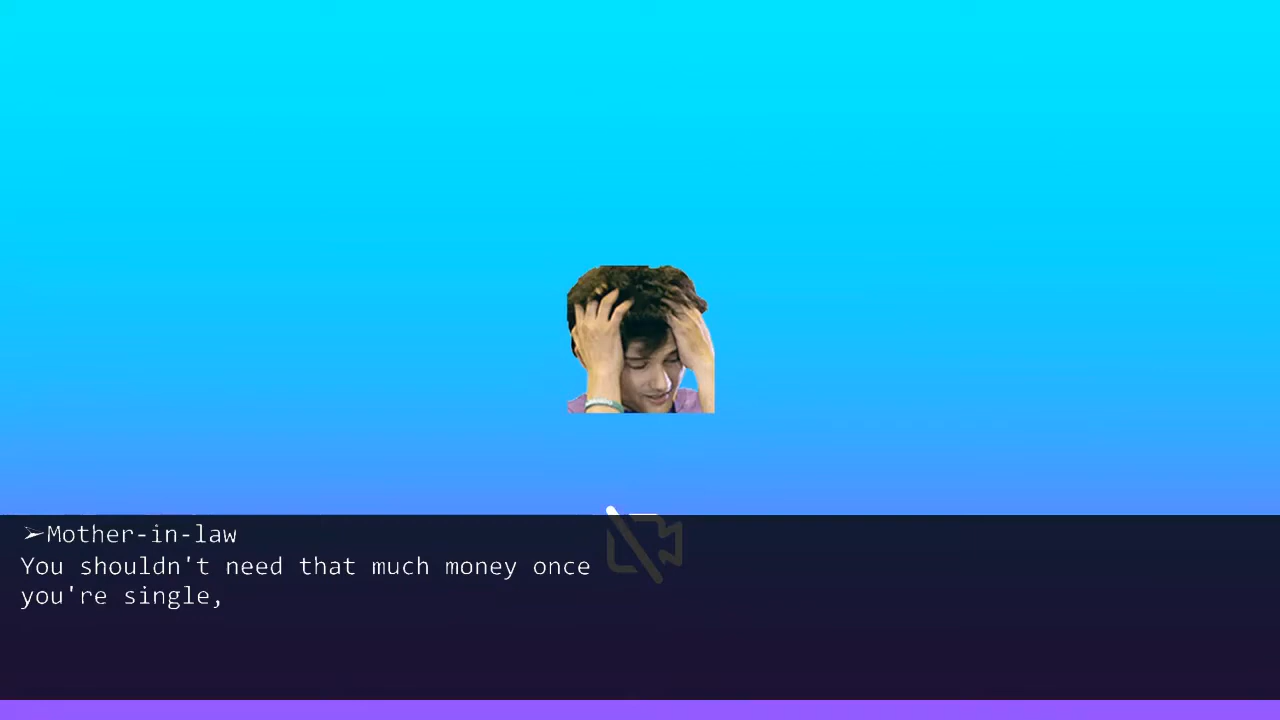 ➢Mother-in-law
You shouldn't need that much money once
you're single,